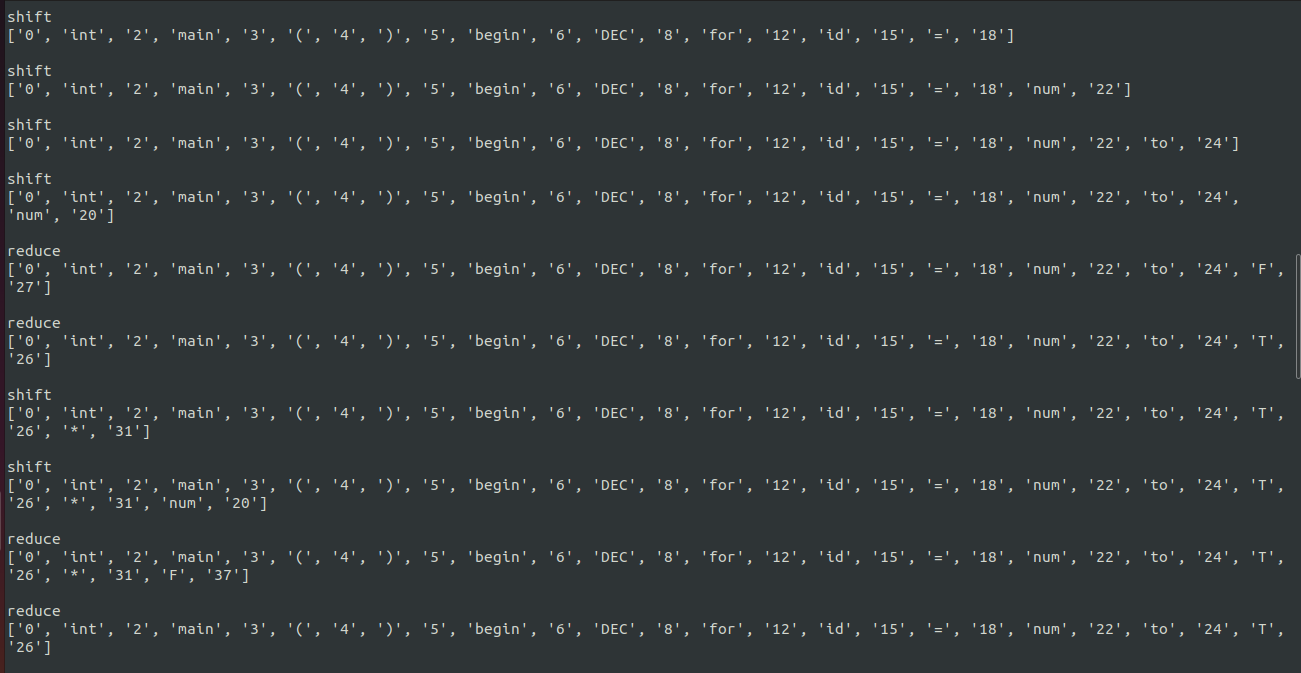 shift
['0', 'int', '2', 'main', '3', '(', '4', ')', '5', 'begin', '6', 'DEC', '8', 'for', '12', 'id', '15', '=', '18']
shift
['0', 'int', '2', 'main', '3', '(', '4', ')', '5', 'begin', '6', 'DEC', '8', 'for', '12', 'id', '15', '=', '18', 'num', '22']
shift
['0', 'int', '2', 'main', '3', '(', '4', ')', '5', 'begin', '6', 'DEC', '8', 'for', '12', 'id', '15', '=', '18', 'num', '22', 'to', '24']
shift
['0', 'int', '2', 'main', '3', '(', '4', ')', '5', 'begin', '6', 'DEC', '8', 'for', '12', 'id', '15', '=', '18', 'num', '22', 'to', '24',
'num', '20']
reduce
['0', 'int', '2', 'main', '3', '(', '4', ')', '5', 'begin', '6', 'DEC', '8', 'for', '12', 'id', '15', '=', '18', 'num', '22', 'to', '24', 'F',
'27']
reduce
['0', 'int', '2', 'main', '3', '(', '4', ')', '5', 'begin', '6', 'DEC', '8', 'for', '12', 'id', '15', '=', '18', 'num', '22', 'to', '24', 'T',
'26']
shift
['0', 'int', '2', 'main', '3', '(', '4', ')', '5', 'begin', '6', 'DEC', '8', 'for', '12', 'id', '15', '=', '18', 'num', '22', 'to', '24', 'T',
'26', '*', '31']
shift
['0', 'int', '2', 'main', '3', '(', '4', ')', '5', 'begin', '6', 'DEC', '8', 'for', '12', 'id', '15', '=', '18', 'num', '22', 'to', '24', 'T',
'26', '*', '31', 'num', '20']
reduce
['0', 'int', '2', 'main', '3', '(', '4', ')', '5', 'begin', '6', 'DEC', '8', 'for', '12', 'id', '15', '=', '18', 'num', '22', 'to', '24', 'T',
'26', '*', '31', 'F', '37']
reduce
['0', 'int', '2', 'main', '3', '(', '4', ')', '5', 'begin', '6', 'DEC', '8', 'for', '12', 'id', '15', '=', '18', 'num', '22', 'to', '24', 'T',
'26']